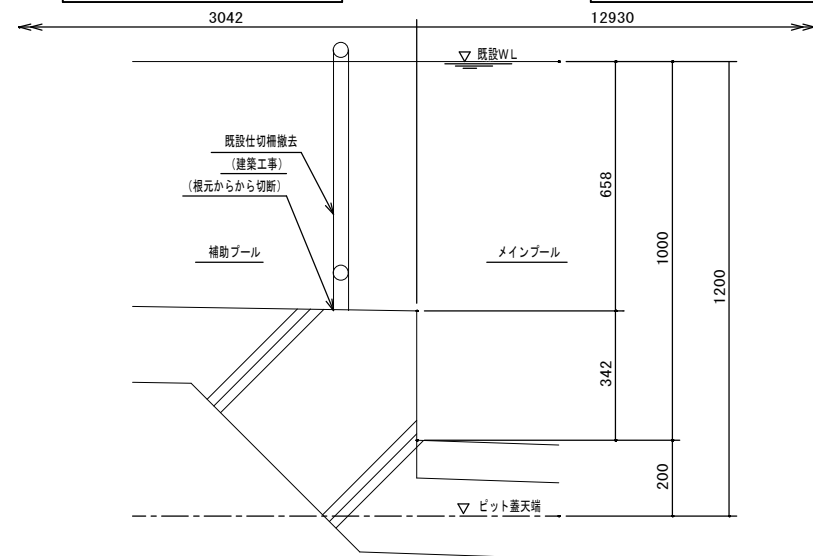 3042
12930
既設WL
既設仕切柵撤去
(建築工事)
(根元からから切断)
補助プール
メインプール
658
1000
1200
342
200
ピット蓋天端